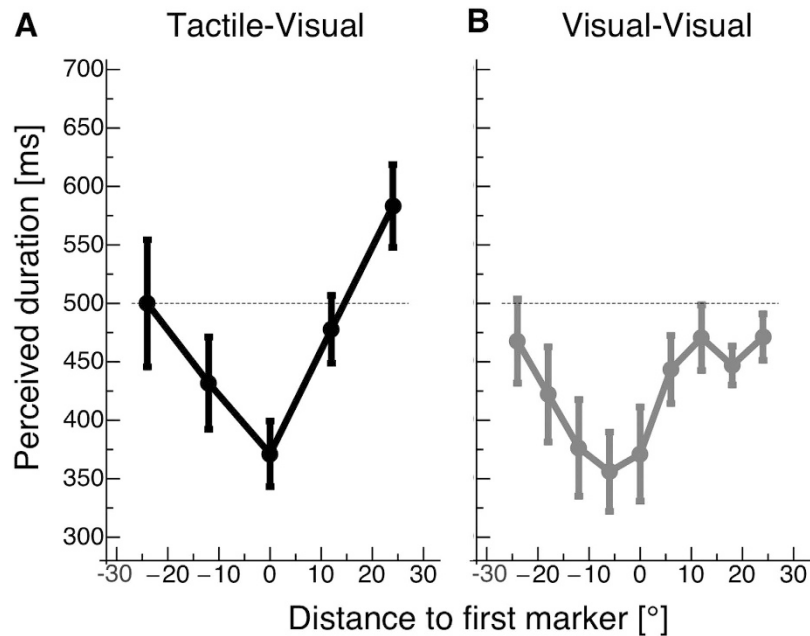 A Tactile-Visual
B Visual-Visual
Perceived duration [ms]
700
650
600
550
500
450
400
350
300
-30 −20 −10 0 10 20 30
-30 −20 −10 0 10 20 30
Distance to first marker [°]